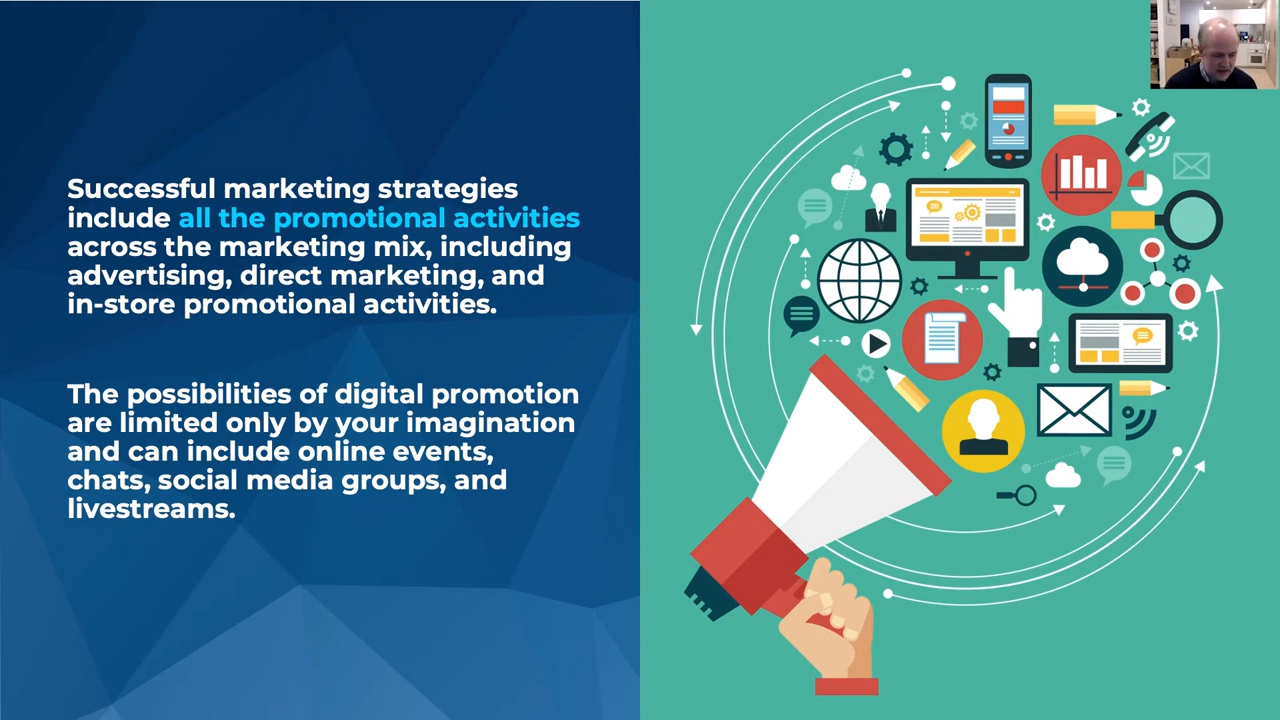 Successful marketing strategies
include all the promotional activities
across the marketing mix, including
advertising, direct marketing, and
in-store promotional activities.
The possibilities of digital promotion
are limited only by your imagination
and can include online events,
chats, social media groups, and
livestreams.